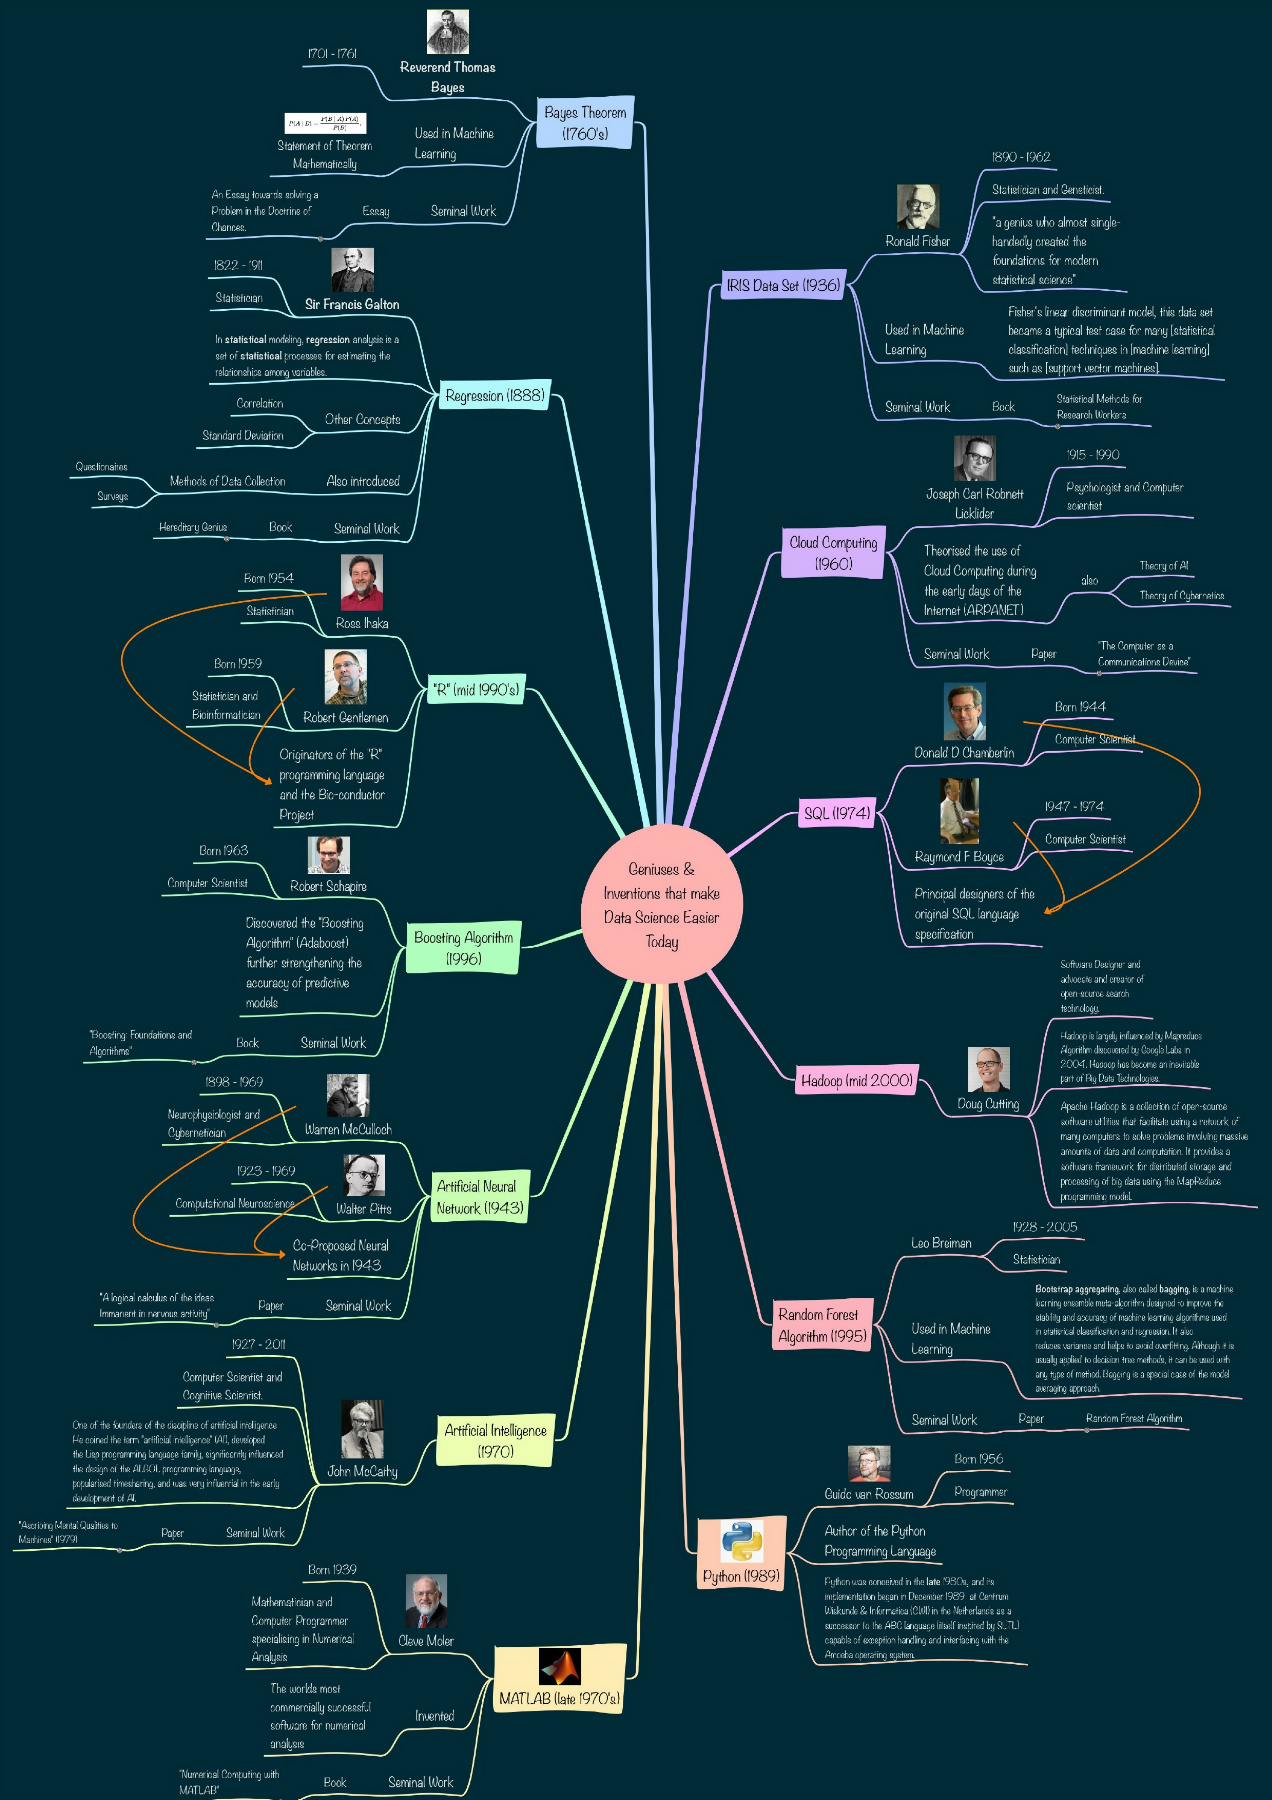 Geniuses &
Inventions that make
Data Science Easier
Today
Bayes Theorem
(1760's)
Reverend Thomas
Bayes
1701 - 1761
Used in Machine
Learning
P(A | B) = P(B | A) P(A) / P(B)
Statement of Theorem
Mathematically
Seminal Work
Essay
An Essay towards solving a
Problem in the Doctrine of
Chances.
Regression (1888)
Sir Francis Galton
1822 - 1911
Statistician
In statistical modeling, regression analysis is a
set of statistical processes for estimating the
relationships among variables.
Other Concepts
Correlation
Standard Deviation
Also introduced
Methods of Data Collection
Questionaires
Surveys
Seminal Work
Book
Hereditary Genius
"R" (mid 1990's)
Ross Ihaka
Born 1954
Statistician
Robert Gentlemen
Born 1959
Statistician and
Bioinformatician
Originators of the "R"
programming language
and the Bio-conductor
Project
Boosting Algorithm
(1996)
Robert Schapire
Born 1963
Computer Scientist
Discovered the "Boosting
Algorithm" (Adaboost)
further strengthening the
accuracy of predictive
models
Seminal Work
Book
"Boosting: Foundations and
Algorithms"
Artificial Neural
Network (1943)
Warren McCulloch
1898 - 1969
Neurophysiologist and
Cybernetician
Walter Pitts
1923 - 1969
Computational Neuroscience
Co-Proposed Neural
Networks in 1943
Seminal Work
Paper
"A logical calculus of the ideas
Immanent in nervous activity"
Artificial Intelligence
(1970)
John McCathy
1927 - 2011
Computer Scientist and
Cognitive Scientist.
One of the founders of the discipline of artificial intelligence
He coined the term "artificial intelligence" (AI), developed
the Lisp programming language family, significantly influenced
the design of the ALGOL programming language,
popularised timesharing, and was very influential in the early
development of AI.
Seminal Work
Paper
"Ascribing Mental Qualities to
Machines" (1979)
MATLAB (late 1970's)
Cleve Moler
Born 1939
Mathematician and
Computer Programmer
specialising in Numerical
Analysis
Invented
The worlds most
commercially successful
software for numerical
analysis
Seminal Work
Book
"Numerical Computing with
MATLAB"
IRIS Data Set (1936)
Ronald Fisher
1890 - 1962
Statistician and Geneticist.
"a genius who almost single-
handedly created the
foundations for modern
statistical science"
Used in Machine
Learning
Fisher's linear discriminant model, this data set
became a typical test case for many [statistical
classification] techniques in [machine learning]
such as [support vector machines].
Seminal Work
Book
Statistical Methods for
Research Workers
Cloud Computing
(1960)
Joseph Carl Robnett
Licklider
1915 - 1990
Psychologist and Computer
scientist
Theorised the use of
Cloud Computing during
the early days of the
Internet (ARPANET)
also
Theory of AI
Theory of Cybernetics
Seminal Work
Paper
"The Computer as a
Communications Device"
SQL (1974)
Donald D Chamberlin
Born 1944
Computer Scientist
Raymond F Boyce
1947 - 1974
Computer Scientist
Principal designers of the
original SQL language
specification
Hadoop (mid 2000)
Doug Cutting
Software Designer and
advocate and creator of
open-source search
technology.
Hadoop is largely influenced by Mapreduce
Algorithm discovered by Google Labs in
2004. Hadoop has become an inevitable
part of Big Data Technologies.
Apache Hadoop is a collection of open-source
software utilities that facilitate using a network of
many computers to solve problems involving massive
amounts of data and computation. It provides a
software framework for distributed storage and
processing of big data using the MapReduce
programming model.
Random Forest
Algorithm (1995)
Leo Breiman
1928 - 2005
Statistician
Used in Machine
Learning
Bootstrap aggregating, also called bagging, is a machine
learning ensemble meta-algorithm designed to improve the
stability and accuracy of machine learning algorithms used
in statistical classification and regression. It also
reduces variance and helps to avoid overfitting. Although it is
usually applied to decision tree methods, it can be used with
any type of method. Bagging is a special case of the model
averaging approach.
Seminal Work
Paper
Random Forest Algorithm
Python (1989)
Guido van Rossum
Born 1956
Programmer
Author of the Python
Programming Language
Python was conceived in the late 1980s, and its
implementation began in December 1989 at Centrum
Wiskunde & Informatica (CWI) in the Netherlands as a
successor to the ABC language (itself inspired by SETL)
capable of exception handling and interfacing with the
Amoeba operating system.